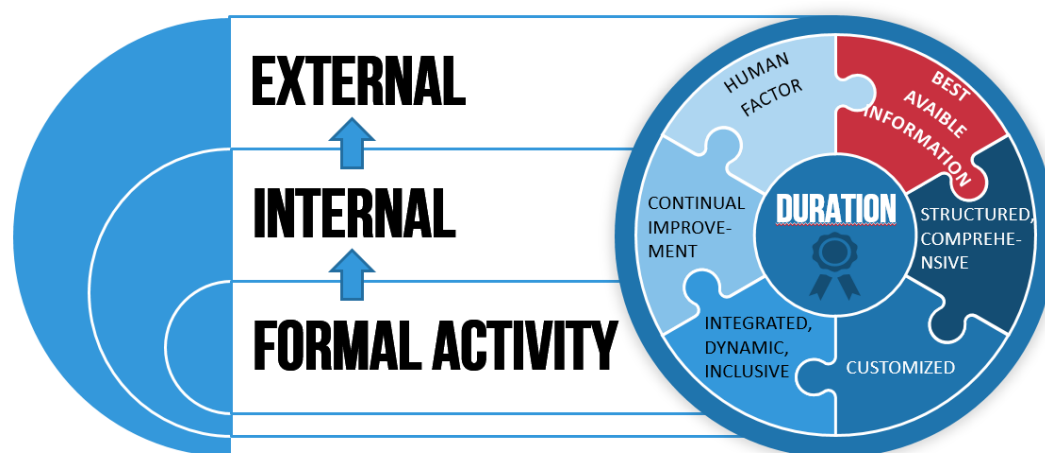 EXTERNAL
INTERNAL
FORMAL ACTIVITY
HUMAN
FACTOR
BEST
AVAIBLE
INFORMATION
CONTINUAL
IMPROVE-
MENT
DURATION
STRUCTURED,
COMPREHE-
NSIVE
INTEGRATED,
DYNAMIC,
INCLUSIVE
CUSTOMIZED